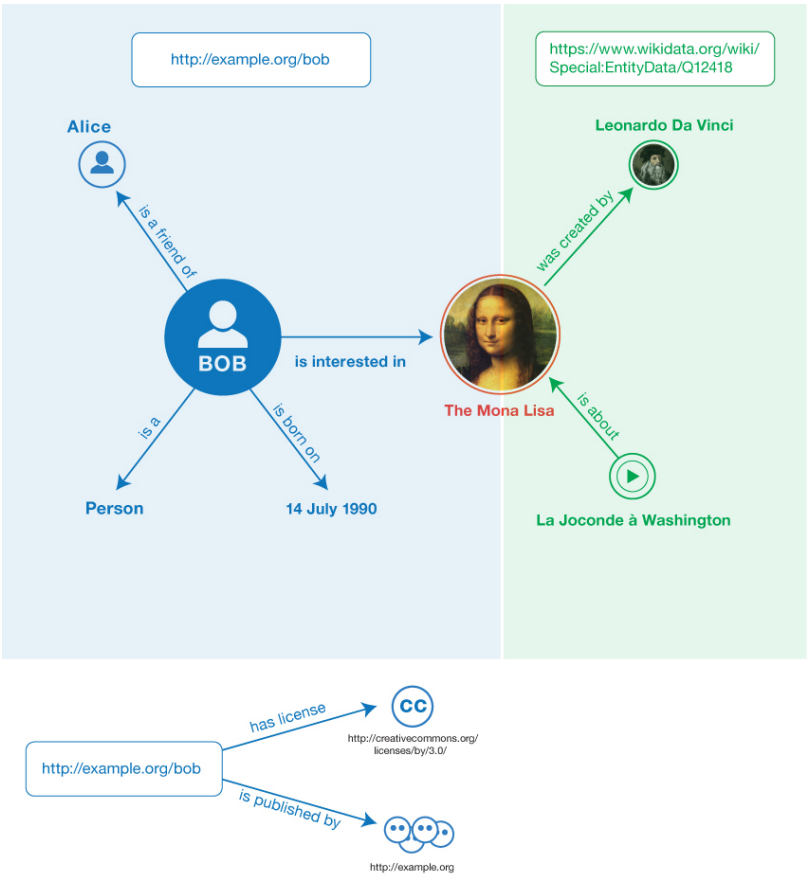 http://example.org/bob
https://www.wikidata.org/wiki/
Special:EntityData/Q12418
Alice
Leonardo Da Vinci
is a friend of
was created by
BOB
is interested in
The Mona Lisa
is a
is born on
is about
Person
14 July 1990
La Joconde à Washington
has license
CC
http://creativecommons.org/
licenses/by/3.0/
http://example.org/bob
is published by
http://example.org